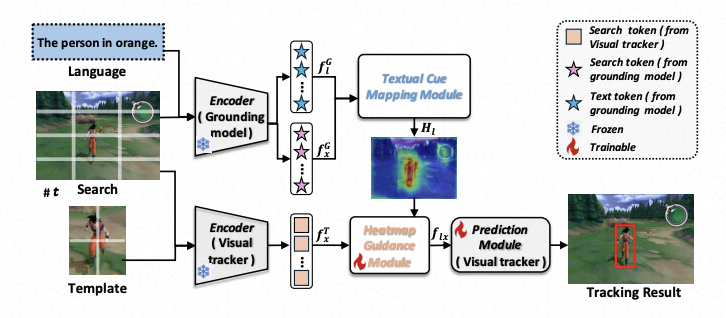 The person in orange.
Language
# t
Search
Template
Encoder
( Grounding
model )
Encoder
( Visual
tracker )
f_l^G
f_x^G
f_x^T
Textual Cue
Mapping Module
H_l
Heatmap
Guidance
Module
f_lx
Prediction
Module
( Visual tracker )
Tracking Result
Search token ( from
Visual tracker )
Search token ( from
grounding model )
Text token ( from
grounding model )
Frozen
Trainable